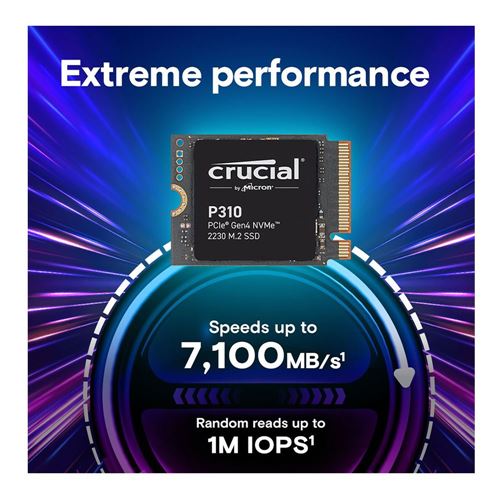 Extreme performance
crucial
by Micron
P310
PCIe® Gen4 NVMe™
2230 M.2 SSD
Speeds up to
7,100MB/s¹
Random reads up to
1M IOPS¹